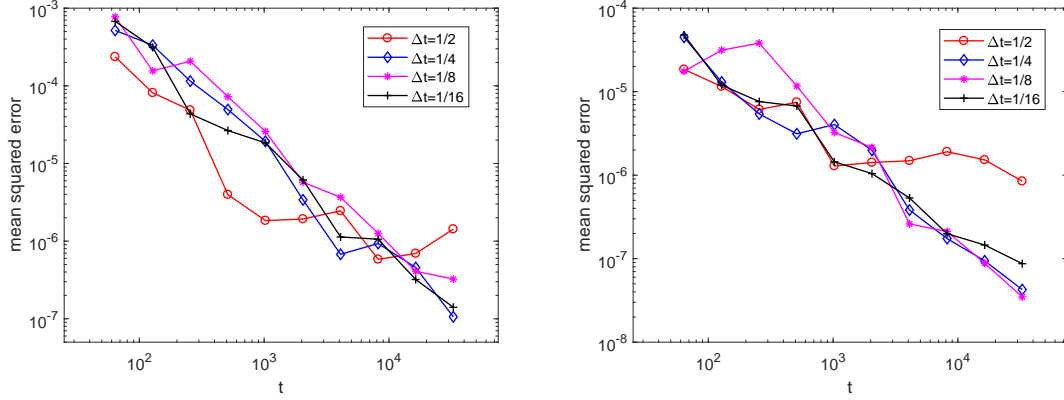 10^-3
10^-4
10^-5
10^-6
10^-7
mean squared error
10^2
10^3
10^4
t
Δt=1/2
Δt=1/4
Δt=1/8
Δt=1/16
10^-4
10^-5
10^-6
10^-7
10^-8
mean squared error
10^2
10^3
10^4
t
Δt=1/2
Δt=1/4
Δt=1/8
Δt=1/16